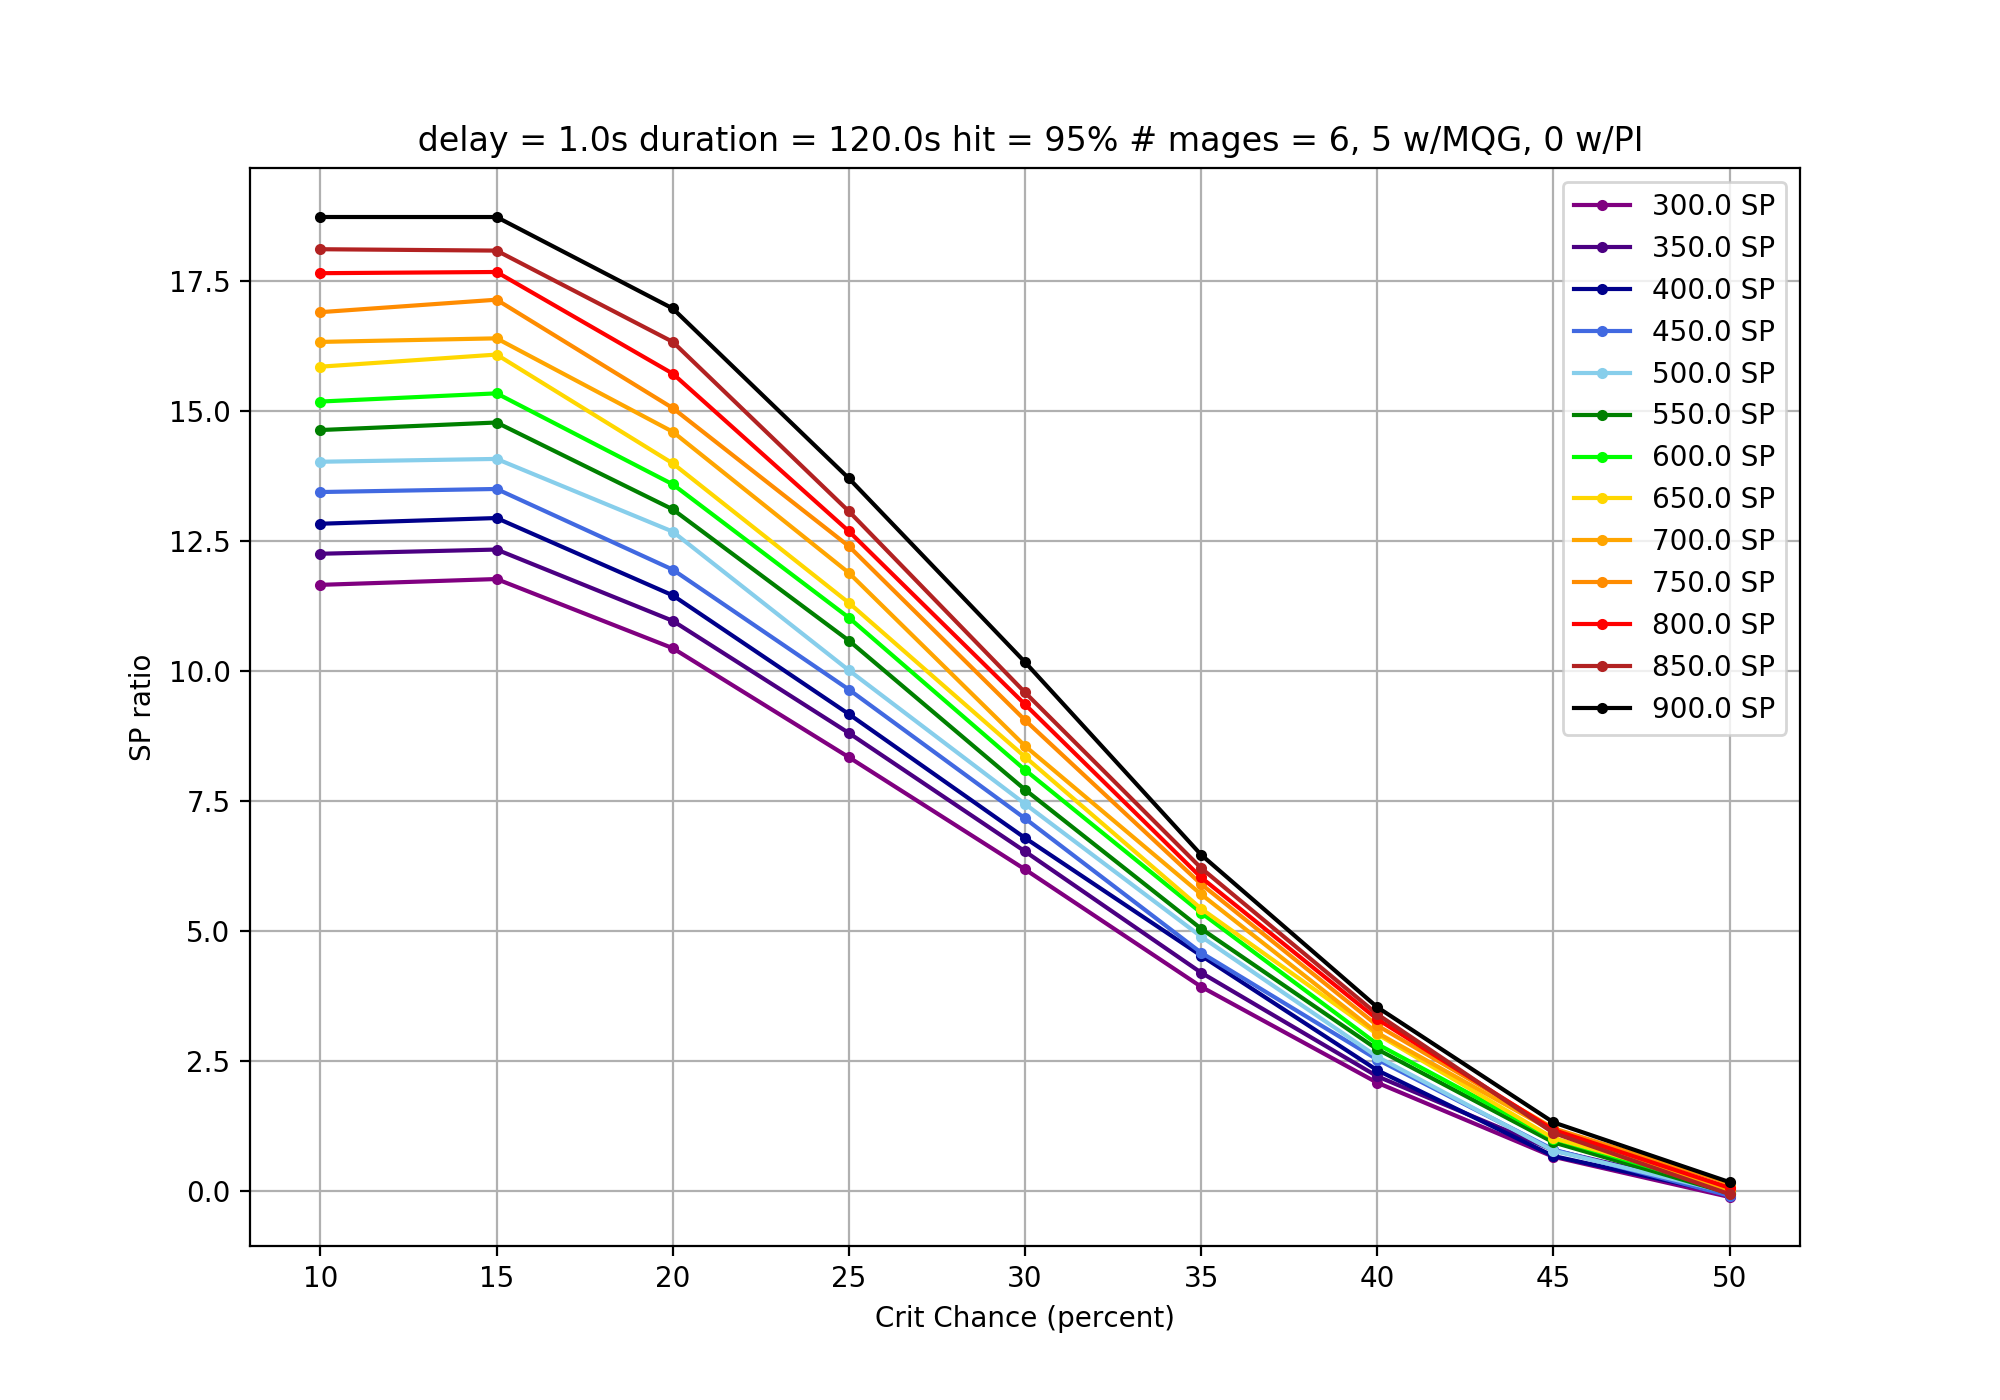 delay = 1.0s duration = 120.0s hit = 95% # mages = 6, 5 w/MQG, 0 w/PI
300.0 SP
350.0 SP
400.0 SP
450.0 SP
500.0 SP
550.0 SP
600.0 SP
650.0 SP
700.0 SP
750.0 SP
800.0 SP
850.0 SP
900.0 SP
SP ratio
17.5
15.0
12.5
10.0
7.5
5.0
2.5
0.0
10 15 20 25 30 35 40 45 50
Crit Chance (percent)